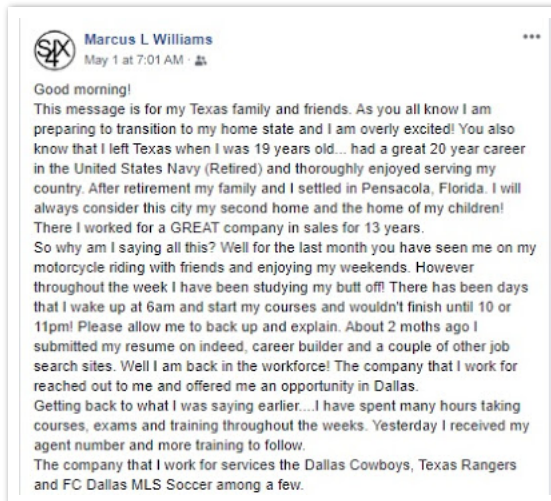 S4X
Marcus L Williams
May 1 at 7:01 AM ·
Good morning!
This message is for my Texas family and friends. As you all know I am
preparing to transition to my home state and I am overly excited! You also
know that I left Texas when I was 19 years old... had a great 20 year career
in the United States Navy (Retired) and thoroughly enjoyed serving my
country. After retirement my family and I settled in Pensacola, Florida. I will
always consider this city my second home and the home of my children!
There I worked for a GREAT company in sales for 13 years.
So why am I saying all this? Well for the last month you have seen me on my
motorcycle riding with friends and enjoying my weekends. However
throughout the week I have been studying my butt off! There has been days
that I wake up at 6am and start my courses and wouldn't finish until 10 or
11pm! Please allow me to back up and explain. About 2 moths ago I
submitted my resume on indeed, career builder and a couple of other job
search sites. Well I am back in the workforce! The company that I work for
reached out to me and offered me an opportunity in Dallas.
Getting back to what I was saying earlier....I have spent many hours taking
courses, exams and training throughout the weeks. Yesterday I received my
agent number and more training to follow.
The company that I work for services the Dallas Cowboys, Texas Rangers
and FC Dallas MLS Soccer among a few.